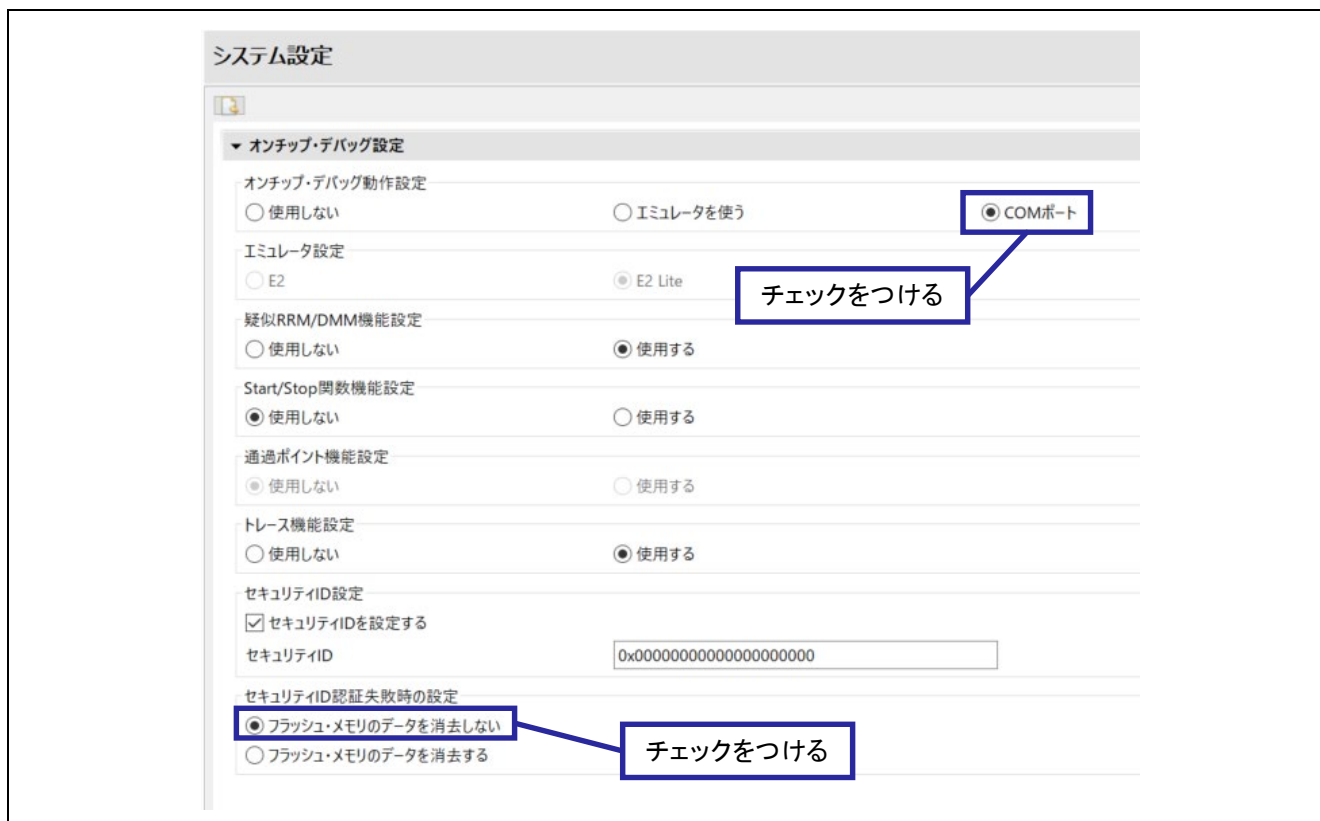 システム設定
オンチップ・デバッグ設定
オンチップ・デバッグ動作設定
使用しない エミュレータを使う COMポート
エミュレータ設定
E2 E2 Lite
チェックをつける
疑似RRM/DMM機能設定
使用しない 使用する
Start/Stop関数機能設定
使用しない 使用する
通過ポイント機能設定
使用しない 使用する
トレース機能設定
使用しない 使用する
セキュリティID設定
セキュリティIDを設定する
セキュリティID 0x00000000000000000000
セキュリティID認証失敗時の設定
フラッシュ・メモリのデータを消去しない
チェックをつける
フラッシュ・メモリのデータを消去する